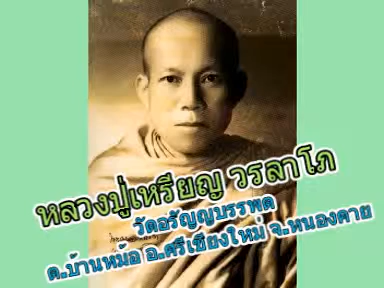 หลวงปู่เหรียญ วรลาโภ
วัดอรัญญบรรพต
ต.บ้านหม้อ อ.ศรีเชียงใหม่ จ.หนองคาย